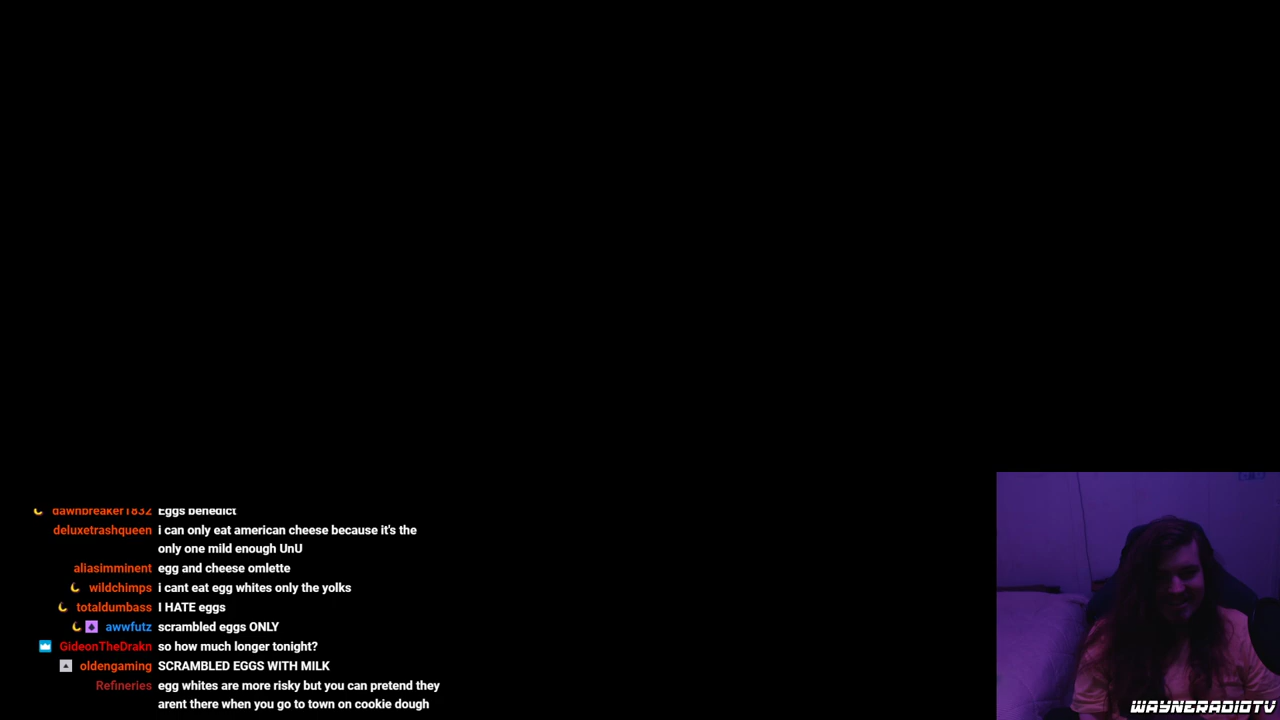 dawnbreaker1832 Eggs benedict
deluxetrashqueen i can only eat american cheese because it's the
only one mild enough UnU
aliasimminent egg and cheese omlette
wildchimps i cant eat egg whites only the yolks
totaldumbass I HATE eggs
awwfutz scrambled eggs ONLY
GideonTheDrakn so how much longer tonight?
oldengaming SCRAMBLED EGGS WITH MILK
Refineries egg whites are more risky but you can pretend they
arent there when you go to town on cookie dough
WAYNERADIOTV